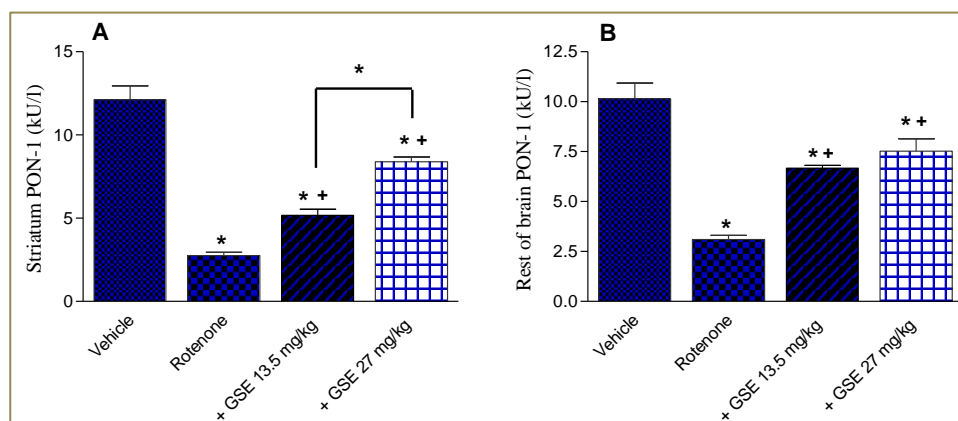 A
Striatum PON-1 (kU/l)
15
10
5
0
*
* +
* +
*
Vehicle
Rotenone
+ GSE 13.5 mg/kg
+ GSE 27 mg/kg
B
Rest of brain PON-1 (kU/l)
12.5
10.0
7.5
5.0
2.5
0.0
*
* +
* +
Vehicle
Rotenone
+ GSE 13.5 mg/kg
+ GSE 27 mg/kg